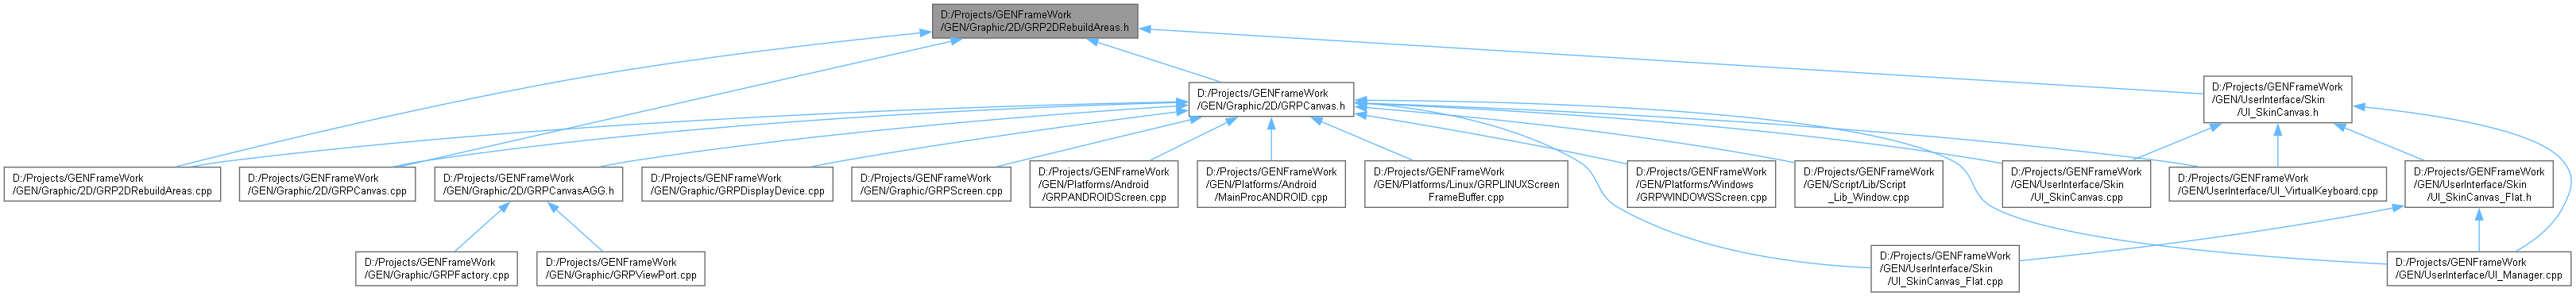 D:/Projects/GENFrameWork
/GEN/Graphic/2D/GRP2DRebuildAreas.h
D:/Projects/GENFrameWork
/GEN/Graphic/2D/GRPCanvas.h
D:/Projects/GENFrameWork
/GEN/UserInterface/Skin
/UI_SkinCanvas.h
D:/Projects/GENFrameWork
/GEN/Graphic/2D/GRP2DRebuildAreas.cpp
D:/Projects/GENFrameWork
/GEN/Graphic/2D/GRPCanvas.cpp
D:/Projects/GENFrameWork
/GEN/Graphic/2D/GRPCanvasAGG.h
D:/Projects/GENFrameWork
/GEN/Graphic/GRPDisplayDevice.cpp
D:/Projects/GENFrameWork
/GEN/Graphic/GRPScreen.cpp
D:/Projects/GENFrameWork
/GEN/Platforms/Android
/GRPANDROIDScreen.cpp
D:/Projects/GENFrameWork
/GEN/Platforms/Android
/MainProcANDROID.cpp
D:/Projects/GENFrameWork
/GEN/Platforms/Linux/GRPLINUXScreen
FrameBuffer.cpp
D:/Projects/GENFrameWork
/GEN/Platforms/Windows
/GRPWINDOWSScreen.cpp
D:/Projects/GENFrameWork
/GEN/Script/Lib/Script
_Lib_Window.cpp
D:/Projects/GENFrameWork
/GEN/UserInterface/Skin
/UI_SkinCanvas.cpp
D:/Projects/GENFrameWork
/GEN/UserInterface/UI_VirtualKeyboard.cpp
D:/Projects/GENFrameWork
/GEN/UserInterface/Skin
/UI_SkinCanvas_Flat.h
D:/Projects/GENFrameWork
/GEN/Graphic/GRPFactory.cpp
D:/Projects/GENFrameWork
/GEN/Graphic/GRPViewPort.cpp
D:/Projects/GENFrameWork
/GEN/UserInterface/Skin
/UI_SkinCanvas_Flat.cpp
D:/Projects/GENFrameWork
/GEN/UserInterface/UI_Manager.cpp